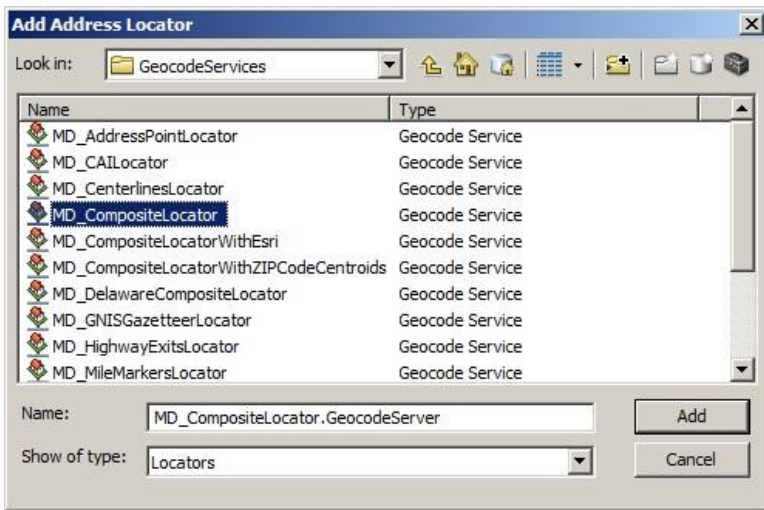 Add Address Locator
Look in: GeocodeServices
Name Type
MD_AddressPointLocator Geocode Service
MD_CAILocator Geocode Service
MD_CenterlinesLocator Geocode Service
MD_CompositeLocator Geocode Service
MD_CompositeLocatorWithEsri Geocode Service
MD_CompositeLocatorWithZIPCodeCentroids Geocode Service
MD_DelawareCompositeLocator Geocode Service
MD_GNISGazetteerLocator Geocode Service
MD_HighwayExitsLocator Geocode Service
MD_MileMarkersLocator Geocode Service
Name: MD_CompositeLocator.GeocodeServer Add
Show of type: Locators Cancel